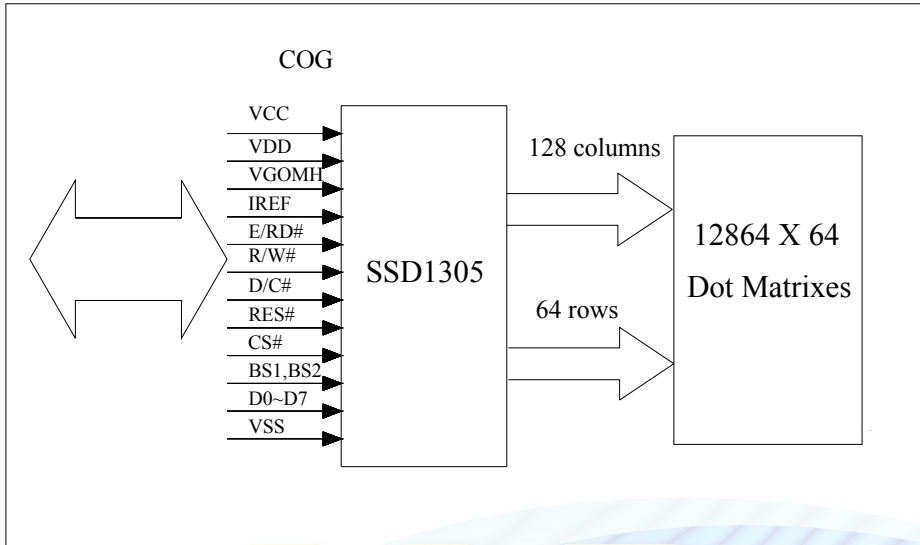 COG
VCC
VDD
VGOMH
IREF
E/RD#
R/W#
D/C#
RES#
CS#
BS1,BS2
D0~D7
VSS
SSD1305
128 columns
64 rows
12864 X 64
Dot Matrixes